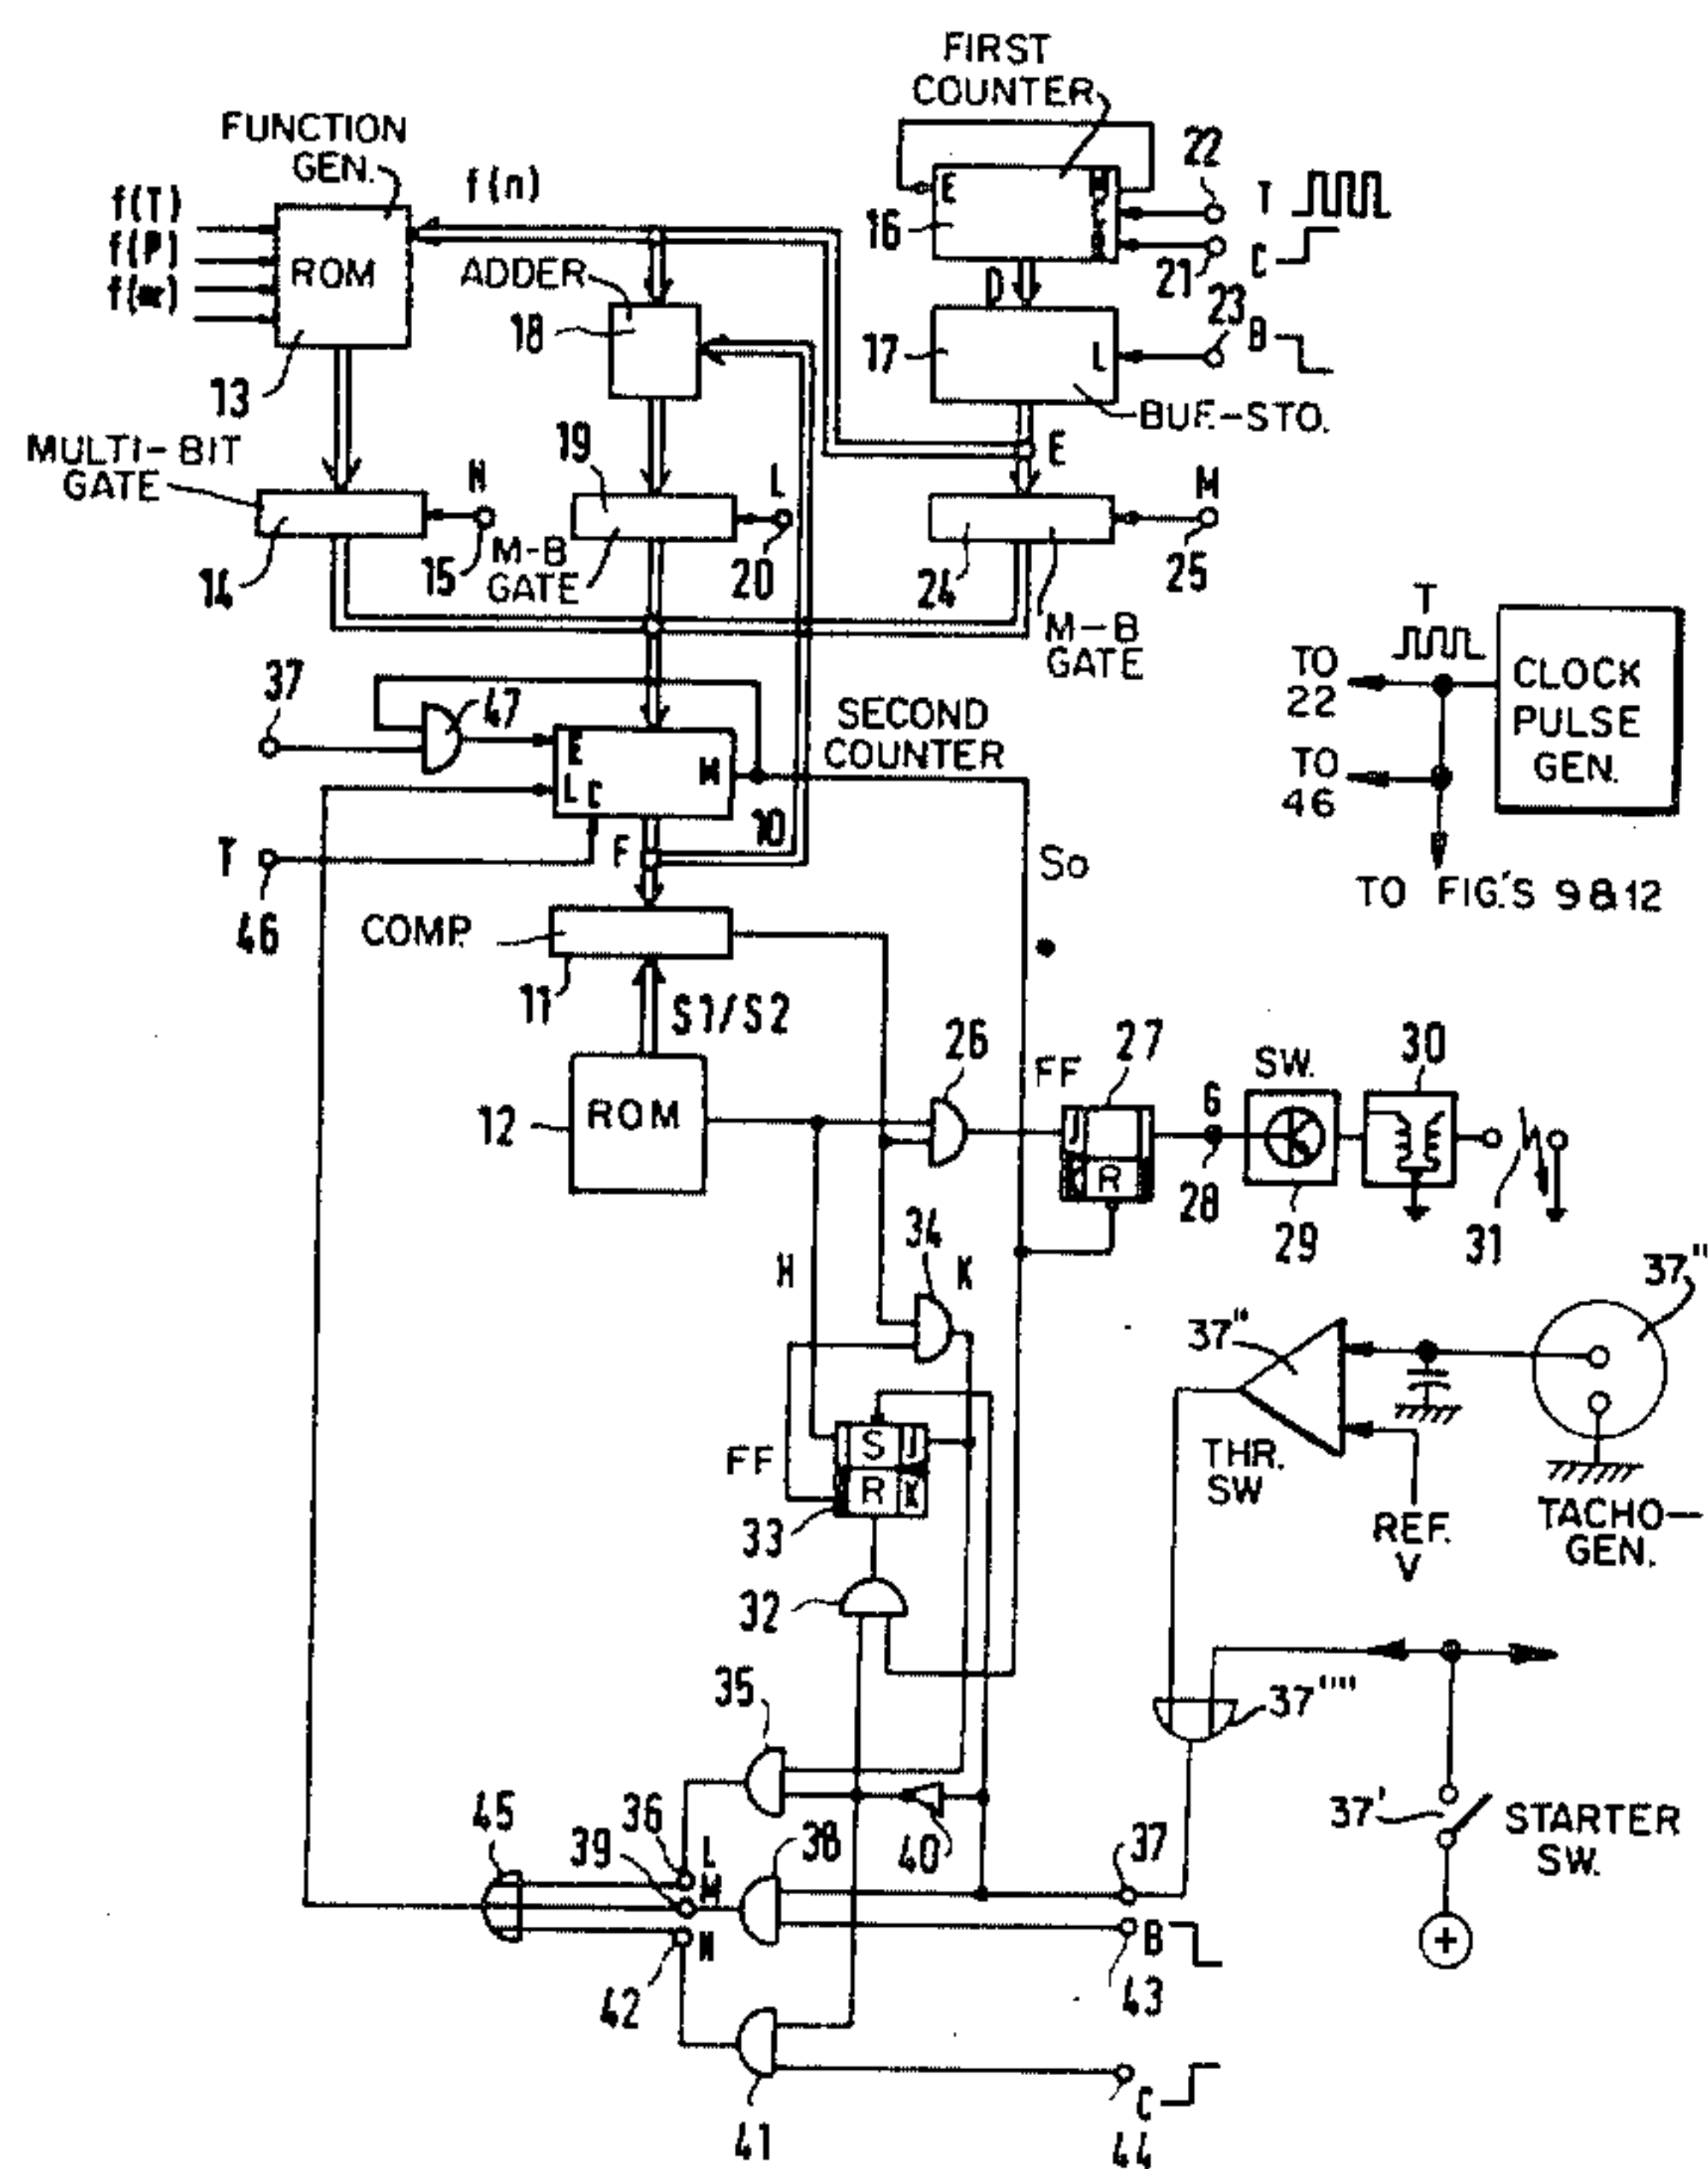 FIRST
COUNTER
FUNCTION
GEN.
f(n)
f(T)
f(P)
ROM
ADDER
E
16
22
T
21
C
D
18
17
L
23
B
BUF.-STO.
13
MULTI-BIT
GATE
19
N
L
E
M
14
15
M-B
GATE
20
24
25
M-B
GATE
T
TO
22
CLOCK
PULSE
GEN.
TO
46
TO FIG.'S 9 & 12
37
47
SECOND
COUNTER
E
M
L C
10
T
F
46
So
COMP.
11
S1/S2
12
ROM
26
FF
27
SW.
30
J
R
G
28
29
31
H
34
K
37"
THR.
SW
REF.
V
TACHO-
GEN.
FF
S J
R K
33
32
35
37""
37'
STARTER
SW.
+
45
36
L
39
M
38
40
37
N
B
42
43
41
C
44